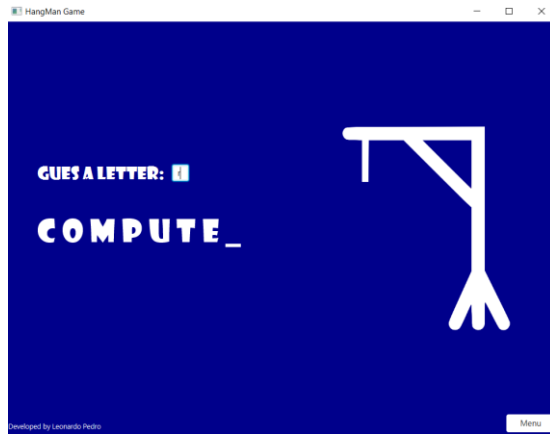 HangMan Game
GUES A LETTER:
COMPUTE_
Developed by Leonardo Pedro
Menu